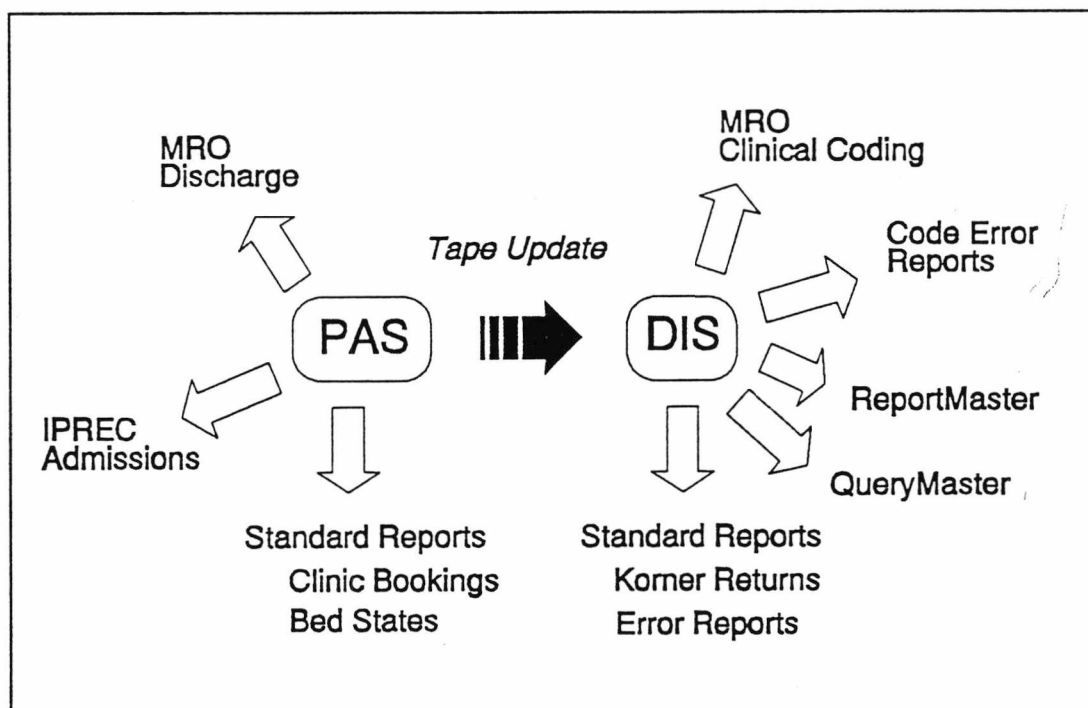 MRO
Discharge
MRO
Clinical Coding
Tape Update
Code Error
Reports
PAS
DIS
IPREC
Admissions
ReportMaster
QueryMaster
Standard Reports
Clinic Bookings
Bed States
Standard Reports
Korner Returns
Error Reports